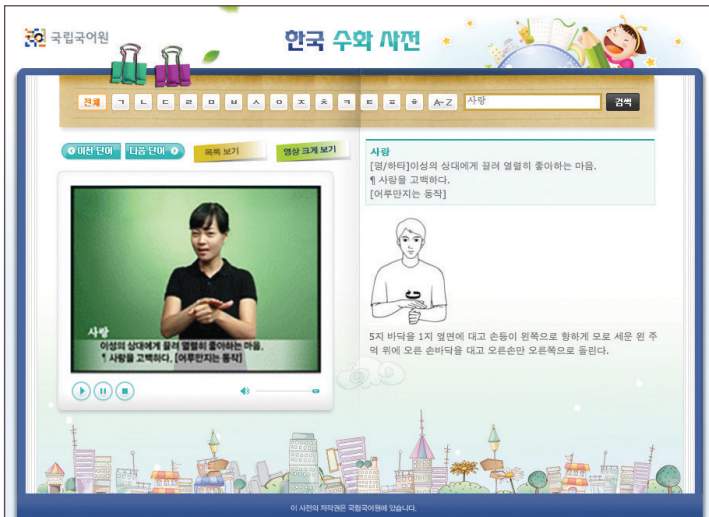 국립국어원
한국 수화 사전
전체 ㄱ ㄴ ㄷ ㄹ ㅁ ㅂ ㅅ ㅇ ㅈ ㅊ ㅋ ㅌ ㅍ ㅎ A-Z 사랑 검색
이전 단어 다음 단어 목록 보기 영상 크게 보기
사랑
[명/하타]이성의 상대에게 끌려 열렬히 좋아하는 마음.
¶ 사랑을 고백하다.
[어루만지는 동작]
사랑
이성의 상대에게 끌려 열렬히 좋아하는 마음.
¶ 사랑을 고백하다. [어루만지는 동작]
5지 바닥을 1지 옆면에 대고 손등이 왼쪽으로 향하게 모로 세운 왼 주
먹 위에 오른 손바닥을 대고 오른손만 오른쪽으로 돌린다.
이 사전의 저작권은 국립국어원에 있습니다.